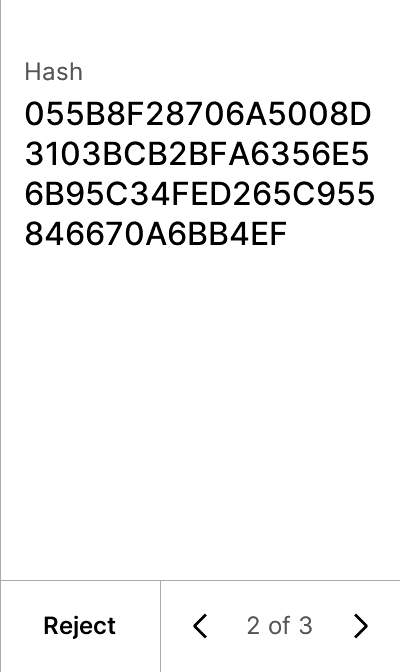 Hash
055B8F28706A5008D
3103BCB2BFA6356E5
6B95C34FED265C955
846670A6BB4EF
Reject
2 of 3